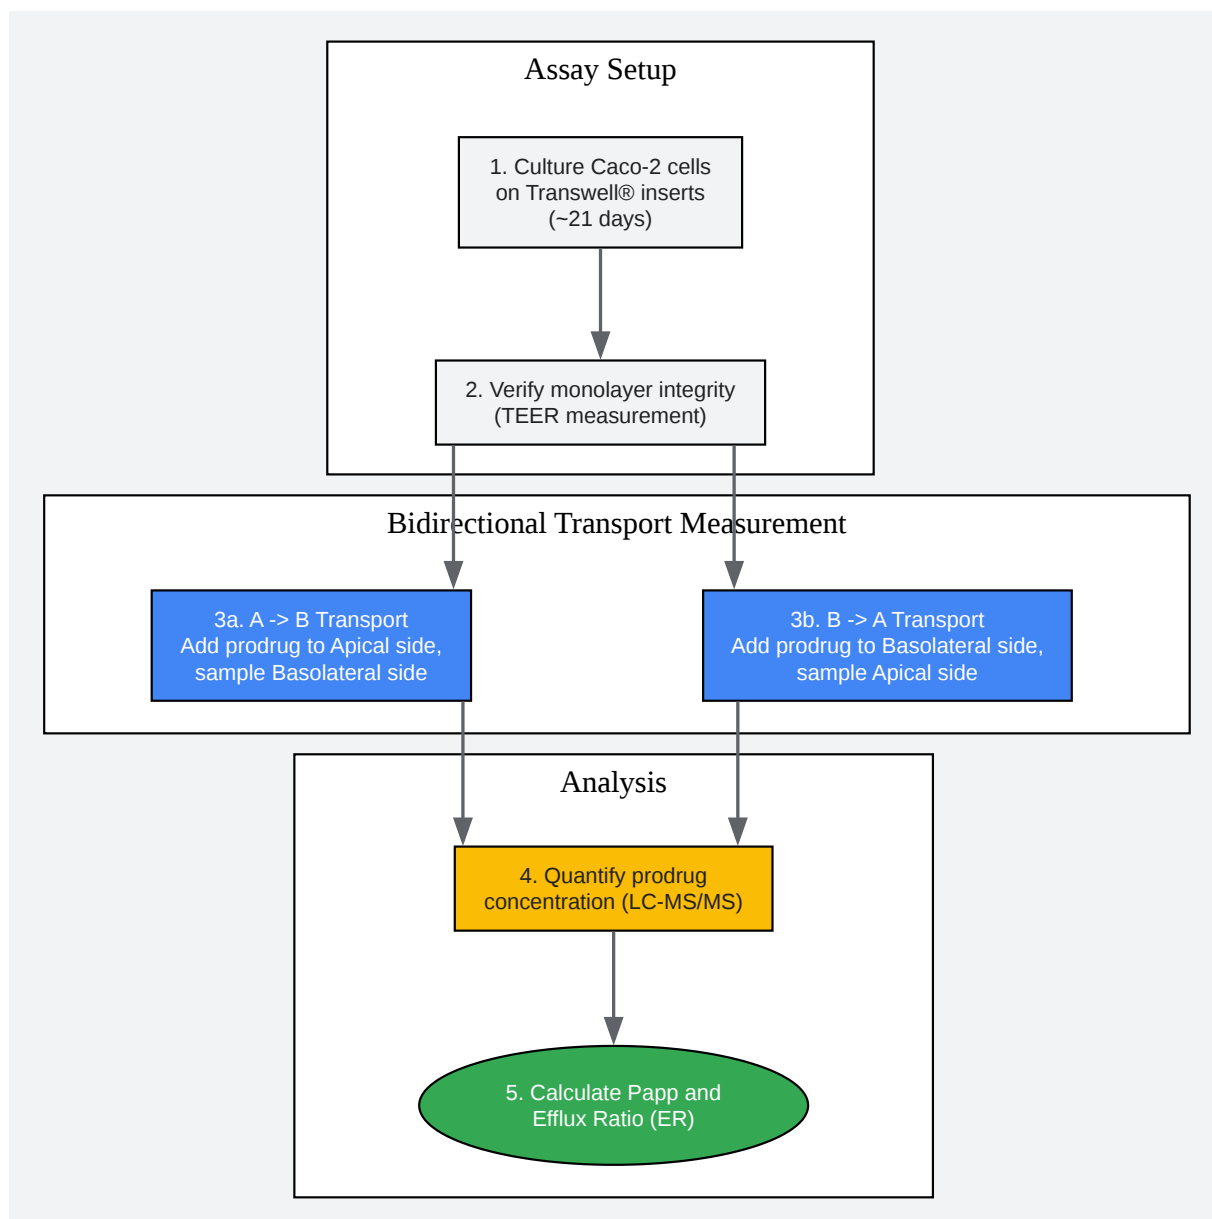 Assay Setup
1. Culture Caco-2 cells
on Transwell® inserts
(~21 days)
2. Verify monolayer integrity
(TEER measurement)
Bidirectional Transport Measurement
3a. A -> B Transport
Add prodrug to Apical side,
sample Basolateral side
3b. B -> A Transport
Add prodrug to Basolateral side,
sample Apical side
Analysis
4. Quantify prodrug
concentration (LC-MS/MS)
5. Calculate Papp and
Efflux Ratio (ER)